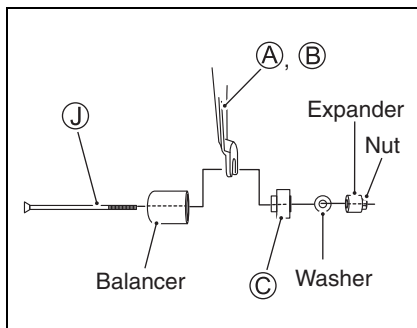 Ⓐ, Ⓑ
Expander
Nut
Ⓙ
Balancer
Ⓒ
Washer